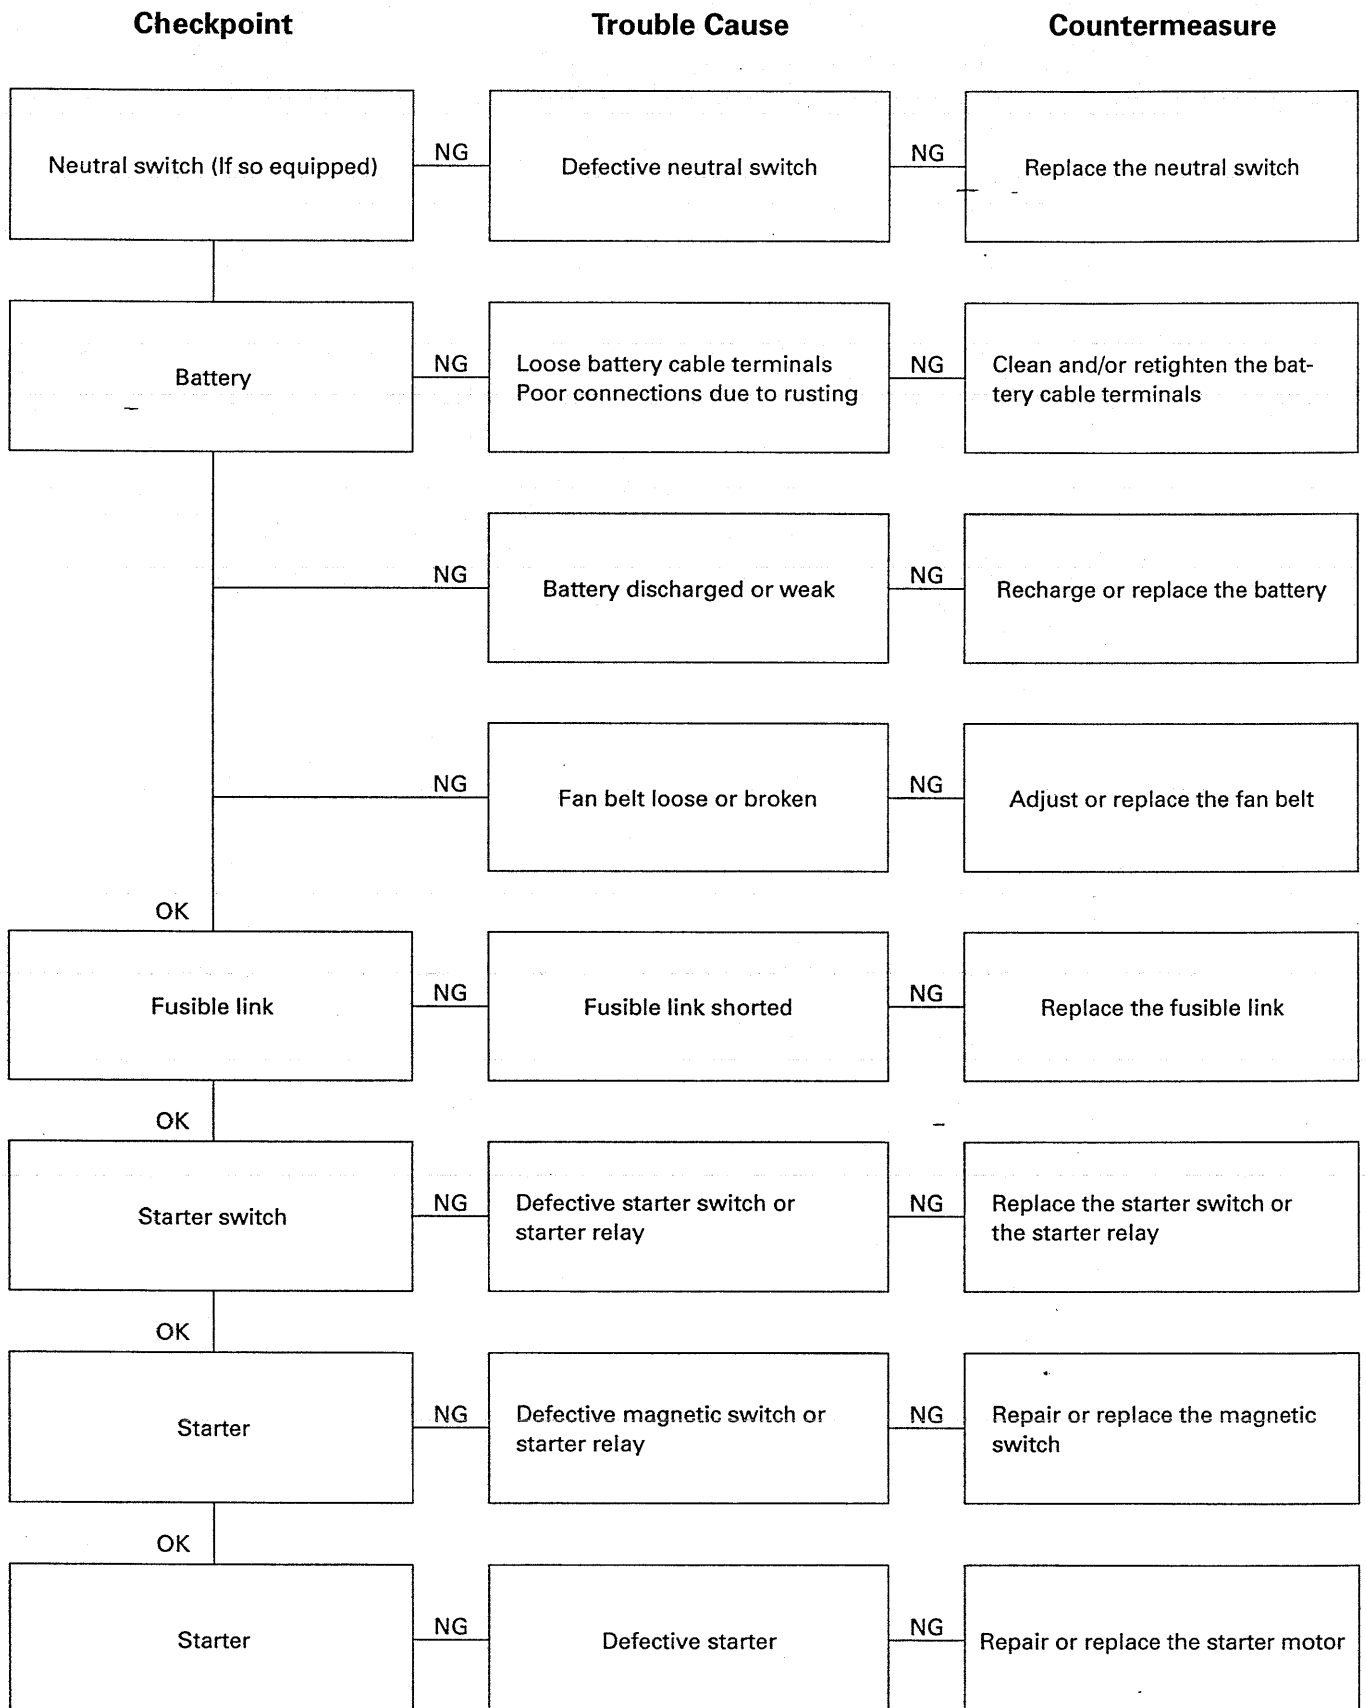 Checkpoint
Trouble Cause
Countermeasure
Neutral switch (If so equipped)
NG
Defective neutral switch
NG
Replace the neutral switch
Battery
NG
Loose battery cable terminals
Poor connections due to rusting
NG
Clean and/or retighten the bat-
tery cable terminals
NG
Battery discharged or weak
NG
Recharge or replace the battery
NG
Fan belt loose or broken
NG
Adjust or replace the fan belt
OK
Fusible link
NG
Fusible link shorted
NG
Replace the fusible link
OK
Starter switch
NG
Defective starter switch or
starter relay
NG
Replace the starter switch or
the starter relay
OK
Starter
NG
Defective magnetic switch or
starter relay
NG
Repair or replace the magnetic
switch
OK
Starter
NG
Defective starter
NG
Repair or replace the starter motor